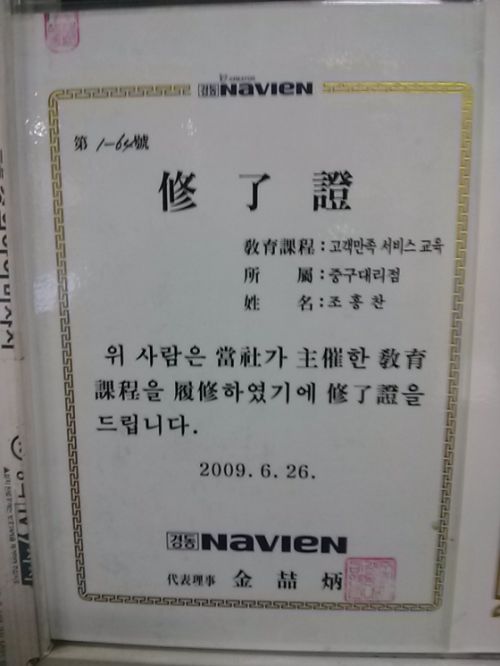 경동 NAVIEN
第 1-64號
修了證
敎育課程 : 고객만족 서비스 교육
所屬 : 중구대리점
姓名 : 조홍찬
위 사람은 當社가 主催한 敎育
課程을 履修하였기에 修了證을
드립니다.
2009. 6. 26.
경동 NAVIEN
代表理事 金喆炳